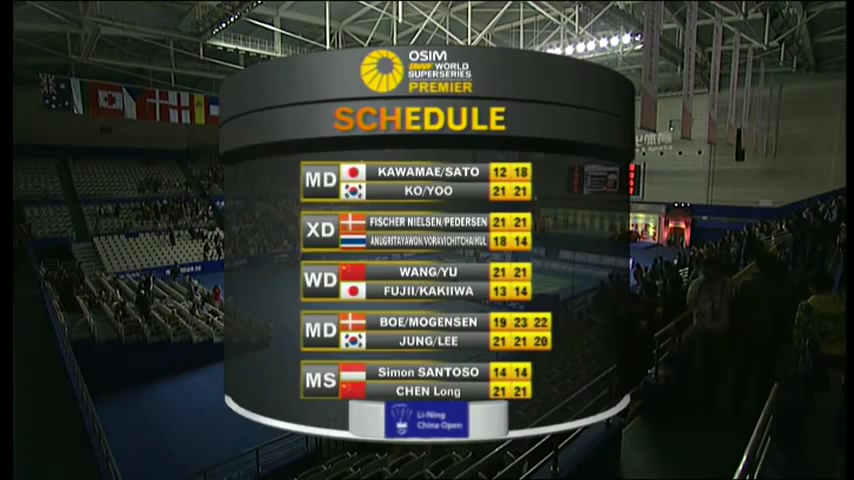 OSIM
BWF WORLD
SUPERSERIES
PREMIER
SCHEDULE
MD KAWAMAE/SATO 12 18
KO/YOO 21 21
XD FISCHER NIELSEN/PEDERSEN 21 21
ANUGRITAYAWON/VORAVICHITCHAIKUL 18 14
WD WANG/YU 21 21
FUJII/KAKIIWA 13 14
MD BOE/MOGENSEN 19 23 22
JUNG/LEE 21 21 20
MS Simon SANTOSO 14 14
CHEN Long 21 21
Li-Ning
China Open